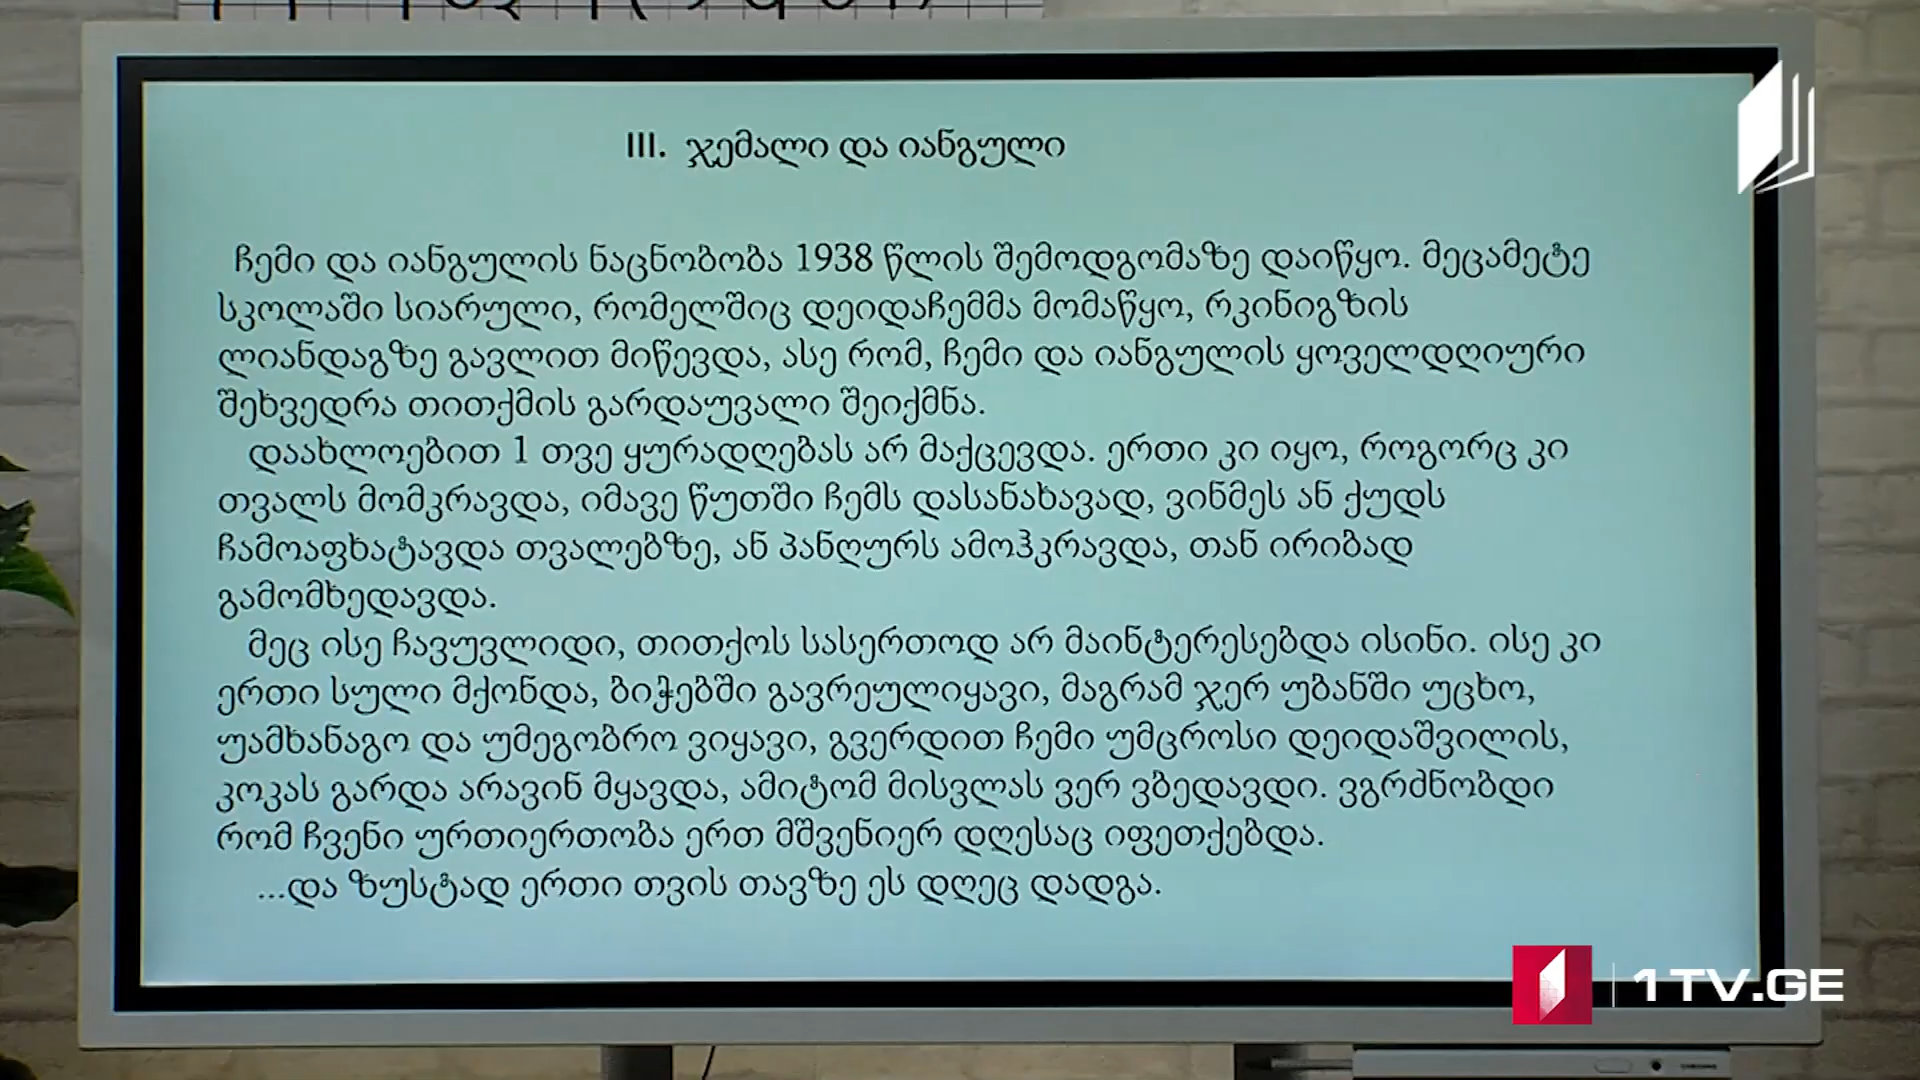 III. ჯემალი და იანგული
ჩემი და იანგულის ნაცნობობა 1938 წლის შემოდგომაზე დაიწყო. მეცამეტე
სკოლაში სიარული, რომელშიც დეიდაჩემმა მომაწყო, რკინიგზის
ლიანდაგზე გავლით მიწევდა, ასე რომ, ჩემი და იანგულის ყოველდღიური
შეხვედრა თითქმის გარდაუვალი შეიქმნა.
დაახლოებით 1 თვე ყურადღებას არ მაქცევდა. ერთი კი იყო, როგორც კი
თვალს მომკრავდა, იმავე წუთში ჩემს დასანახავად, ვინმეს ან ქუდს
ჩამოაფხატავდა თვალებზე, ან პანღურს ამოჰკრავდა, თან ირიბად
გამომხედავდა.
მეც ისე ჩავუვლიდი, თითქოს სასერთოდ არ მაინტერესებდა ისინი. ისე კი
ერთი სული მქონდა, ბიჭებში გავრეულიყავი, მაგრამ ჯერ უბანში უცხო,
უამხანაგო და უმეგობრო ვიყავი, გვერდით ჩემი უმცროსი დეიდაშვილის,
კოკას გარდა არავინ მყავდა, ამიტომ მისვლას ვერ ვბედავდი. ვგრძნობდი
რომ ჩვენი ურთიერთობა ერთ მშვენიერ დღესაც იფეთქებდა.
...და ზუსტად ერთი თვის თავზე ეს დღეც დადგა.
1TV.GE